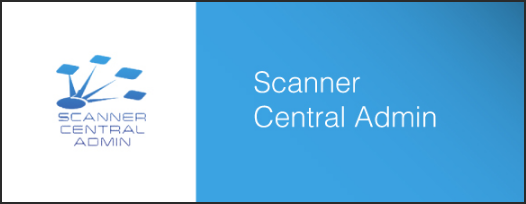 SCANNER
CENTRAL
ADMIN
Scanner
Central Admin